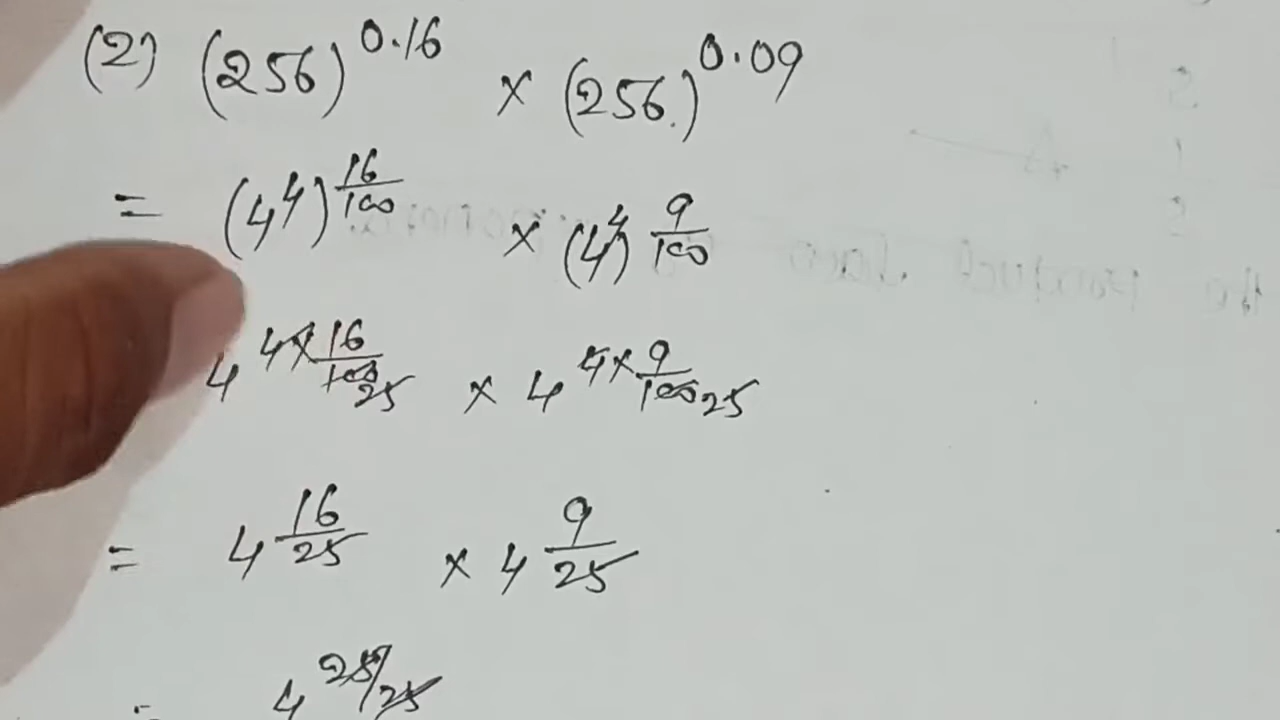 (2) (256)^0.16 × (256.)^0.09
= (4^4)^16/100 × (4^4)^9/100
4^4×16/100 25 × 4^4×9/100 25
= 4^16/25 × 4^9/25
= 4^25/25